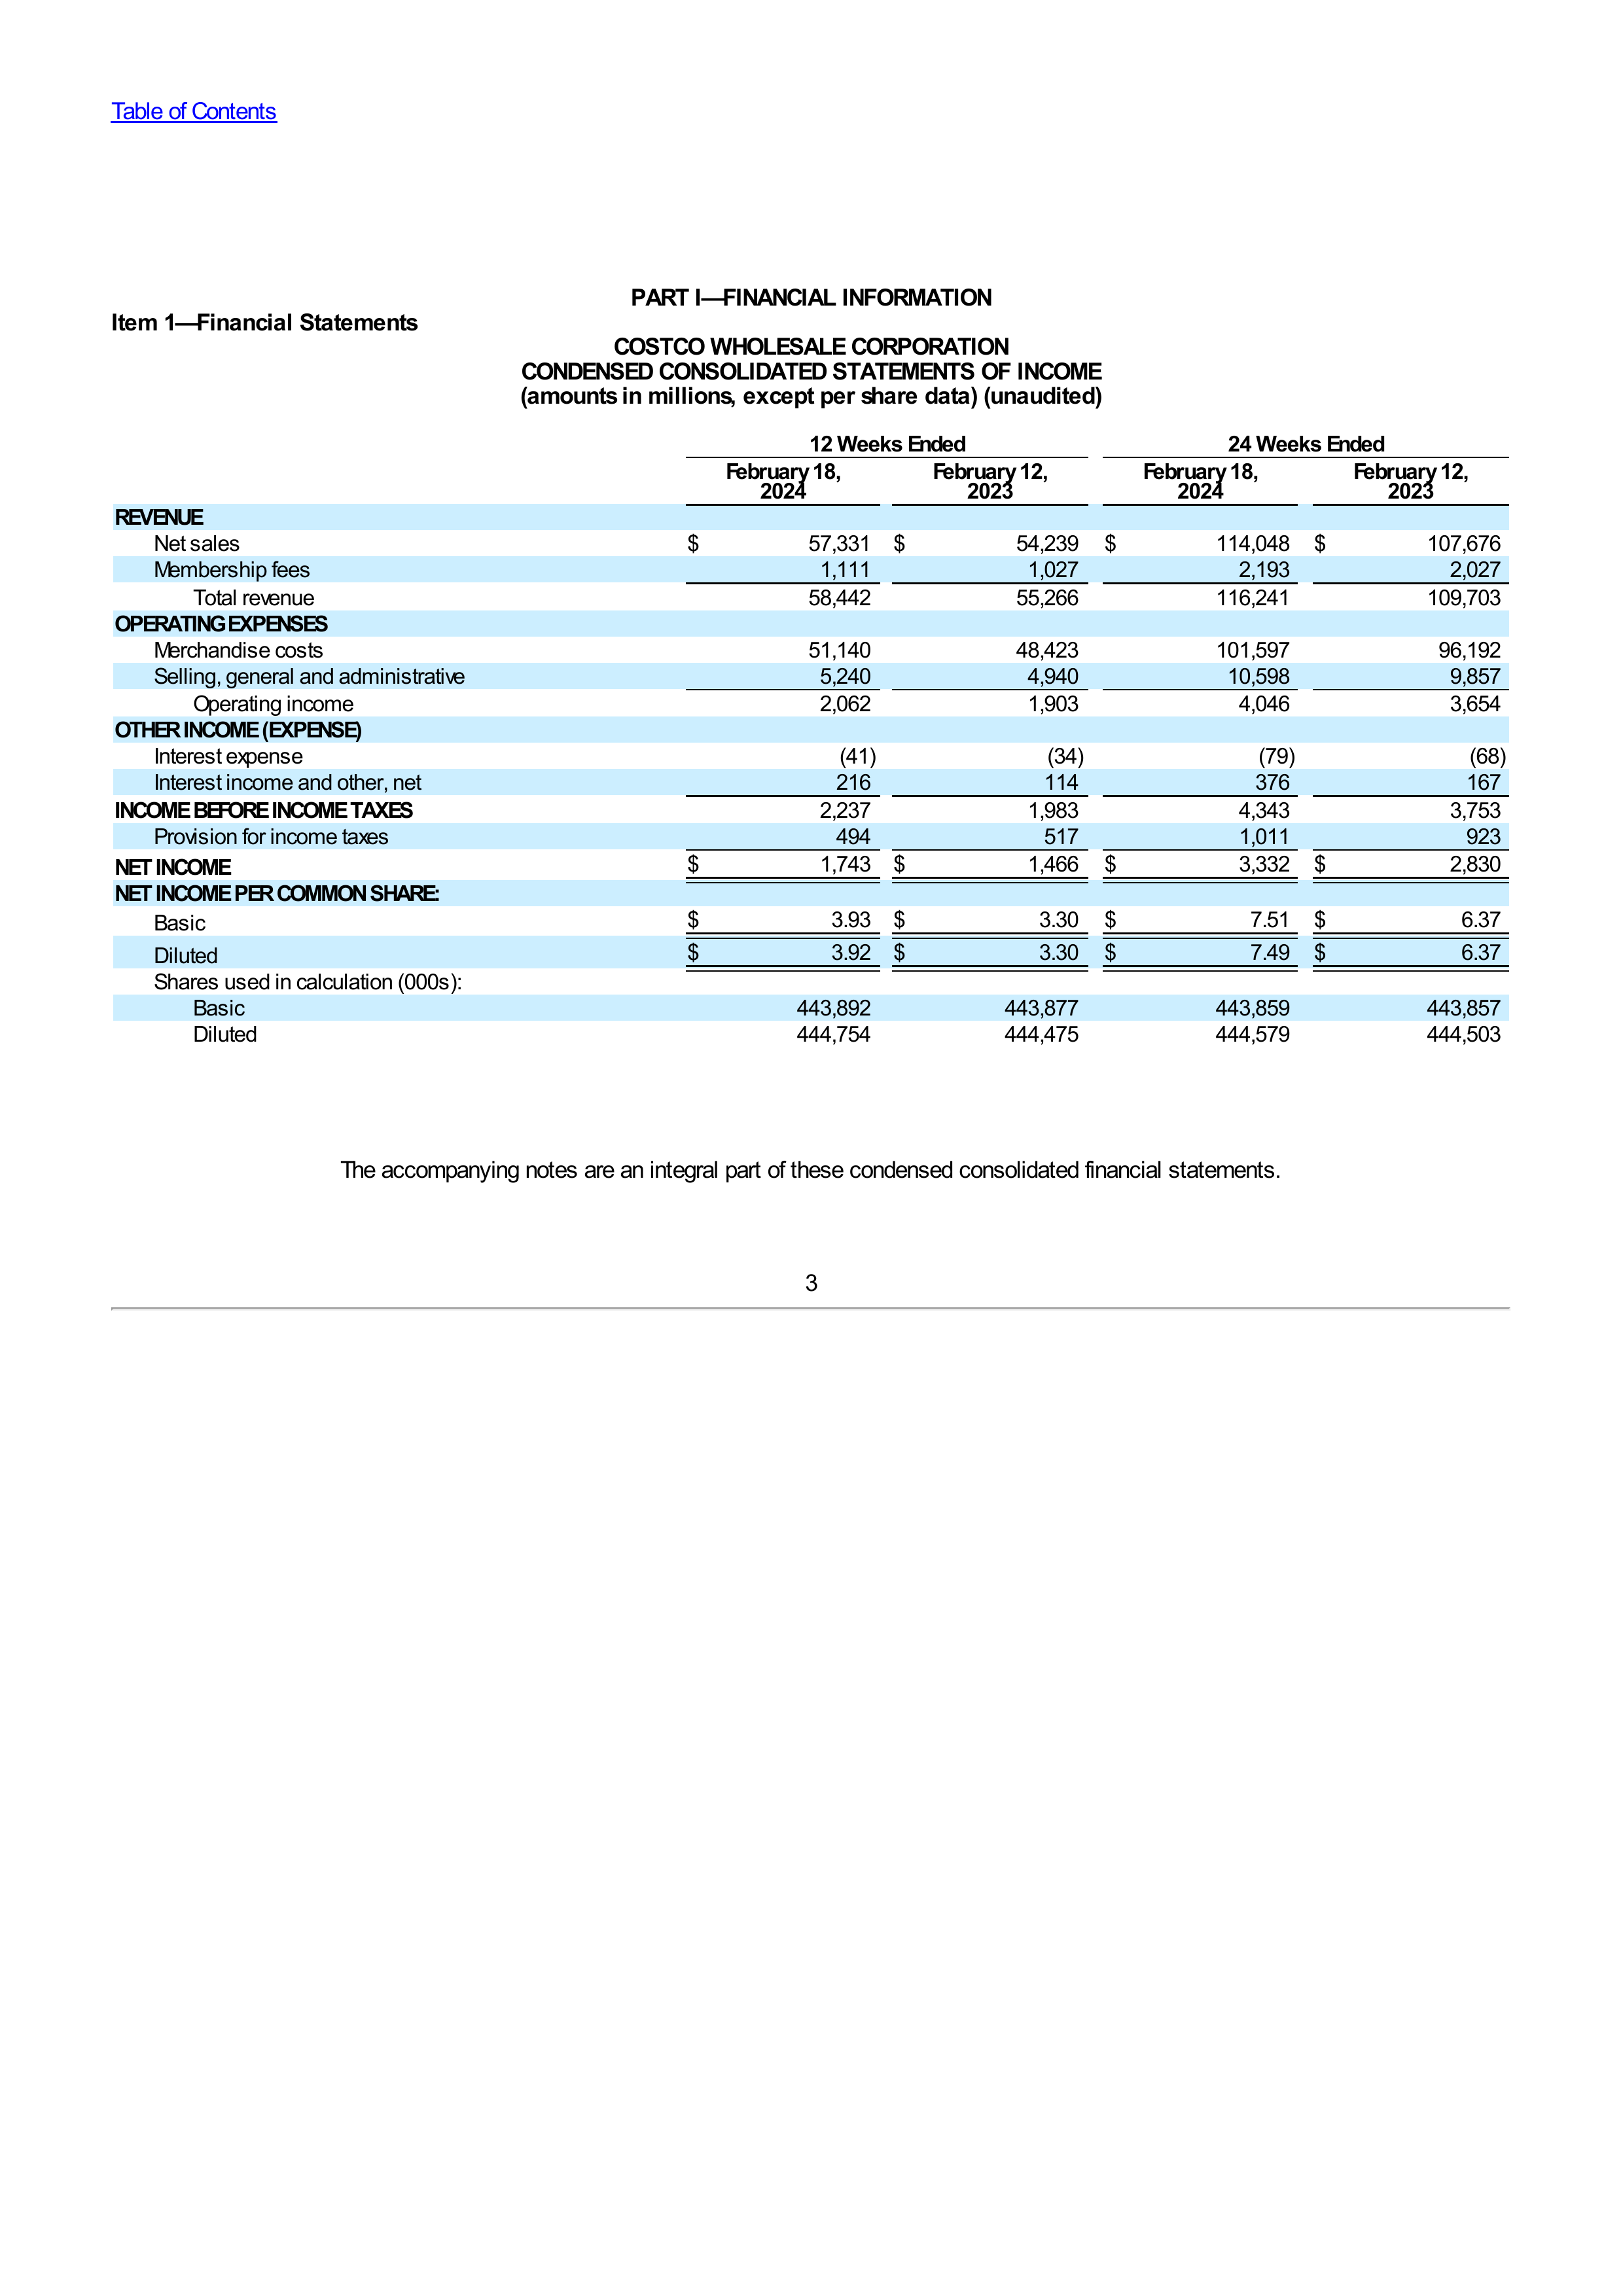 Table of Contents
PART I—FINANCIAL INFORMATION
Item 1—Financial Statements
COSTCO WHOLESALE CORPORATION
CONDENSED CONSOLIDATED STATEMENTS OF INCOME
(amounts in millions, except per share data) (unaudited)
12 Weeks Ended 24 Weeks Ended
February 18, 2024 February 12, 2023 February 18, 2024 February 12, 2023
REVENUE
Net sales $ 57,331 $ 54,239 $ 114,048 $ 107,676
Membership fees 1,111 1,027 2,193 2,027
Total revenue 58,442 55,266 116,241 109,703
OPERATING EXPENSES
Merchandise costs 51,140 48,423 101,597 96,192
Selling, general and administrative 5,240 4,940 10,598 9,857
Operating income 2,062 1,903 4,046 3,654
OTHER INCOME (EXPENSE)
Interest expense (41) (34) (79) (68)
Interest income and other, net 216 114 376 167
INCOME BEFORE INCOME TAXES 2,237 1,983 4,343 3,753
Provision for income taxes 494 517 1,011 923
NET INCOME $ 1,743 $ 1,466 $ 3,332 $ 2,830
NET INCOME PER COMMON SHARE:
Basic $ 3.93 $ 3.30 $ 7.51 $ 6.37
Diluted $ 3.92 $ 3.30 $ 7.49 $ 6.37
Shares used in calculation (000s):
Basic 443,892 443,877 443,859 443,857
Diluted 444,754 444,475 444,579 444,503
The accompanying notes are an integral part of these condensed consolidated financial statements.
3